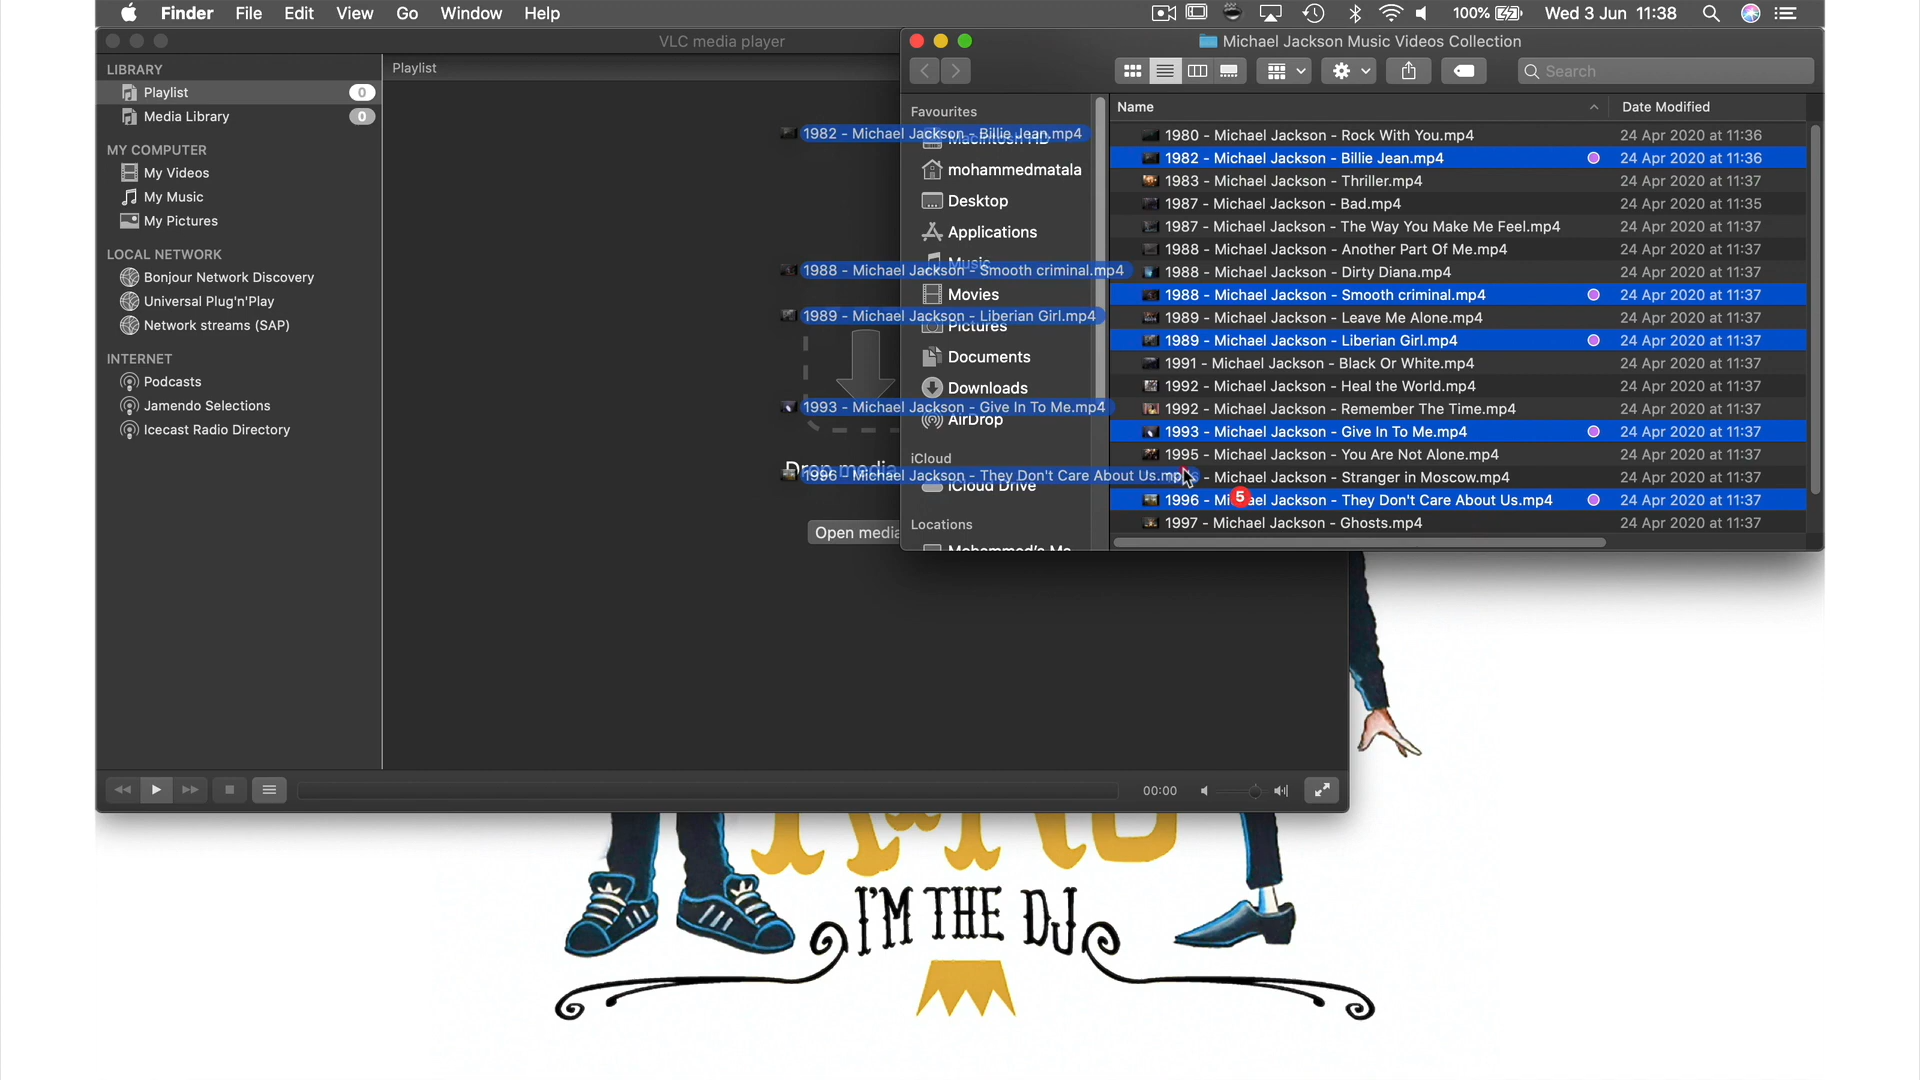 Finder File Edit View Go Window Help
100% Wed 3 Jun 11:38
VLC media player
LIBRARY
Playlist 0
Media Library 0
MY COMPUTER
My Videos
My Music
My Pictures
LOCAL NETWORK
Bonjour Network Discovery
Universal Plug'n'Play
Network streams (SAP)
INTERNET
Podcasts
Jamendo Selections
Icecast Radio Directory
Playlist
1982 - Michael Jackson - Billie Jean.mp4
1988 - Michael Jackson - Smooth criminal.mp4
1989 - Michael Jackson - Liberian Girl.mp4
1993 - Michael Jackson - Give In To Me.mp4
Drop media
1996 - Michael Jackson - They Don't Care About Us.mp4
Open media
00:00
Michael Jackson Music Videos Collection
Search
Favourites
Macintosh HD
mohammedmatala
Desktop
Applications
Music
Movies
Pictures
Documents
Downloads
AirDrop
iCloud
iCloud Drive
Locations
Name Date Modified
1980 - Michael Jackson - Rock With You.mp4 24 Apr 2020 at 11:36
1982 - Michael Jackson - Billie Jean.mp4 24 Apr 2020 at 11:36
1983 - Michael Jackson - Thriller.mp4 24 Apr 2020 at 11:37
1987 - Michael Jackson - Bad.mp4 24 Apr 2020 at 11:35
1987 - Michael Jackson - The Way You Make Me Feel.mp4 24 Apr 2020 at 11:37
1988 - Michael Jackson - Another Part Of Me.mp4 24 Apr 2020 at 11:37
1988 - Michael Jackson - Dirty Diana.mp4 24 Apr 2020 at 11:37
1988 - Michael Jackson - Smooth criminal.mp4 24 Apr 2020 at 11:37
1989 - Michael Jackson - Leave Me Alone.mp4 24 Apr 2020 at 11:37
1989 - Michael Jackson - Liberian Girl.mp4 24 Apr 2020 at 11:37
1991 - Michael Jackson - Black Or White.mp4 24 Apr 2020 at 11:37
1992 - Michael Jackson - Heal the World.mp4 24 Apr 2020 at 11:37
1992 - Michael Jackson - Remember The Time.mp4 24 Apr 2020 at 11:37
1993 - Michael Jackson - Give In To Me.mp4 24 Apr 2020 at 11:37
1995 - Michael Jackson - You Are Not Alone.mp4 24 Apr 2020 at 11:37
- Michael Jackson - Stranger in Moscow.mp4 24 Apr 2020 at 11:37
5
1996 - Michael Jackson - They Don't Care About Us.mp4 24 Apr 2020 at 11:37
1997 - Michael Jackson - Ghosts.mp4 24 Apr 2020 at 11:37
I'M THE DJ